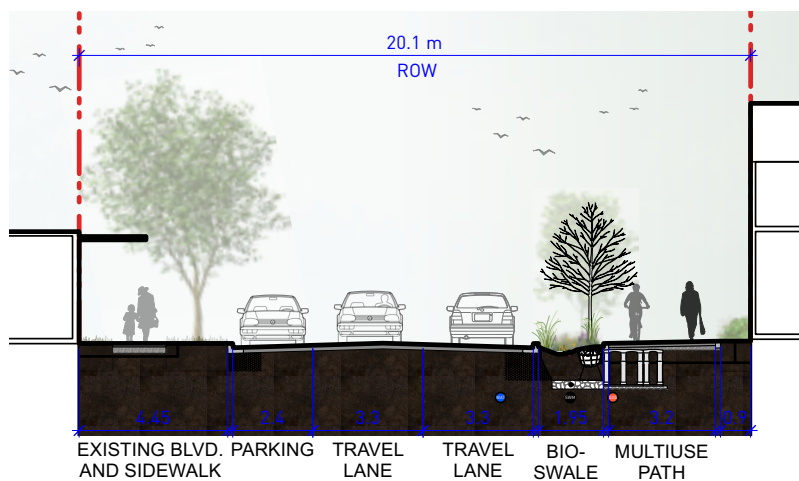 20.1 m
ROW
4.45 2.4 3.3 3.3 1.95 3.2 0.9
EXISTING BLVD. AND SIDEWALK
PARKING
TRAVEL LANE
TRAVEL LANE
BIO-
SWALE
MULTIUSE PATH